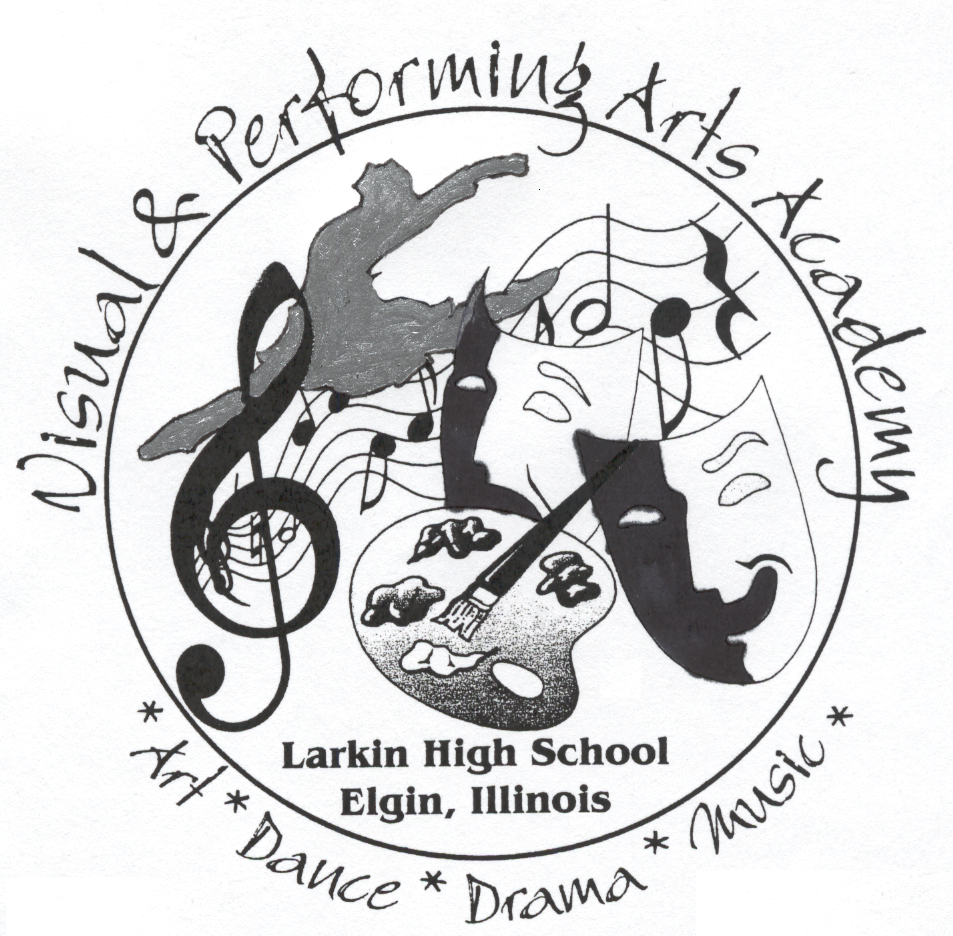 Visual & Performing Arts Academy
Larkin High School
Elgin, Illinois
* Art * Dance * Drama * Music *